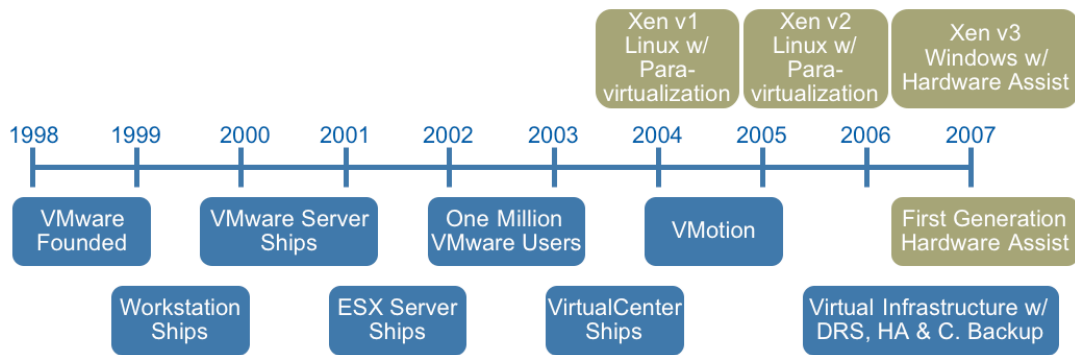 Xen v1
Linux w/
Para-
virtualization
Xen v2
Linux w/
Para-
virtualization
Xen v3
Windows w/
Hardware Assist
1998 1999 2000 2001 2002 2003 2004 2005 2006 2007
VMware
Founded
VMware Server
Ships
One Million
VMware Users
VMotion
First Generation
Hardware Assist
Workstation
Ships
ESX Server
Ships
VirtualCenter
Ships
Virtual Infrastructure w/
DRS, HA & C. Backup